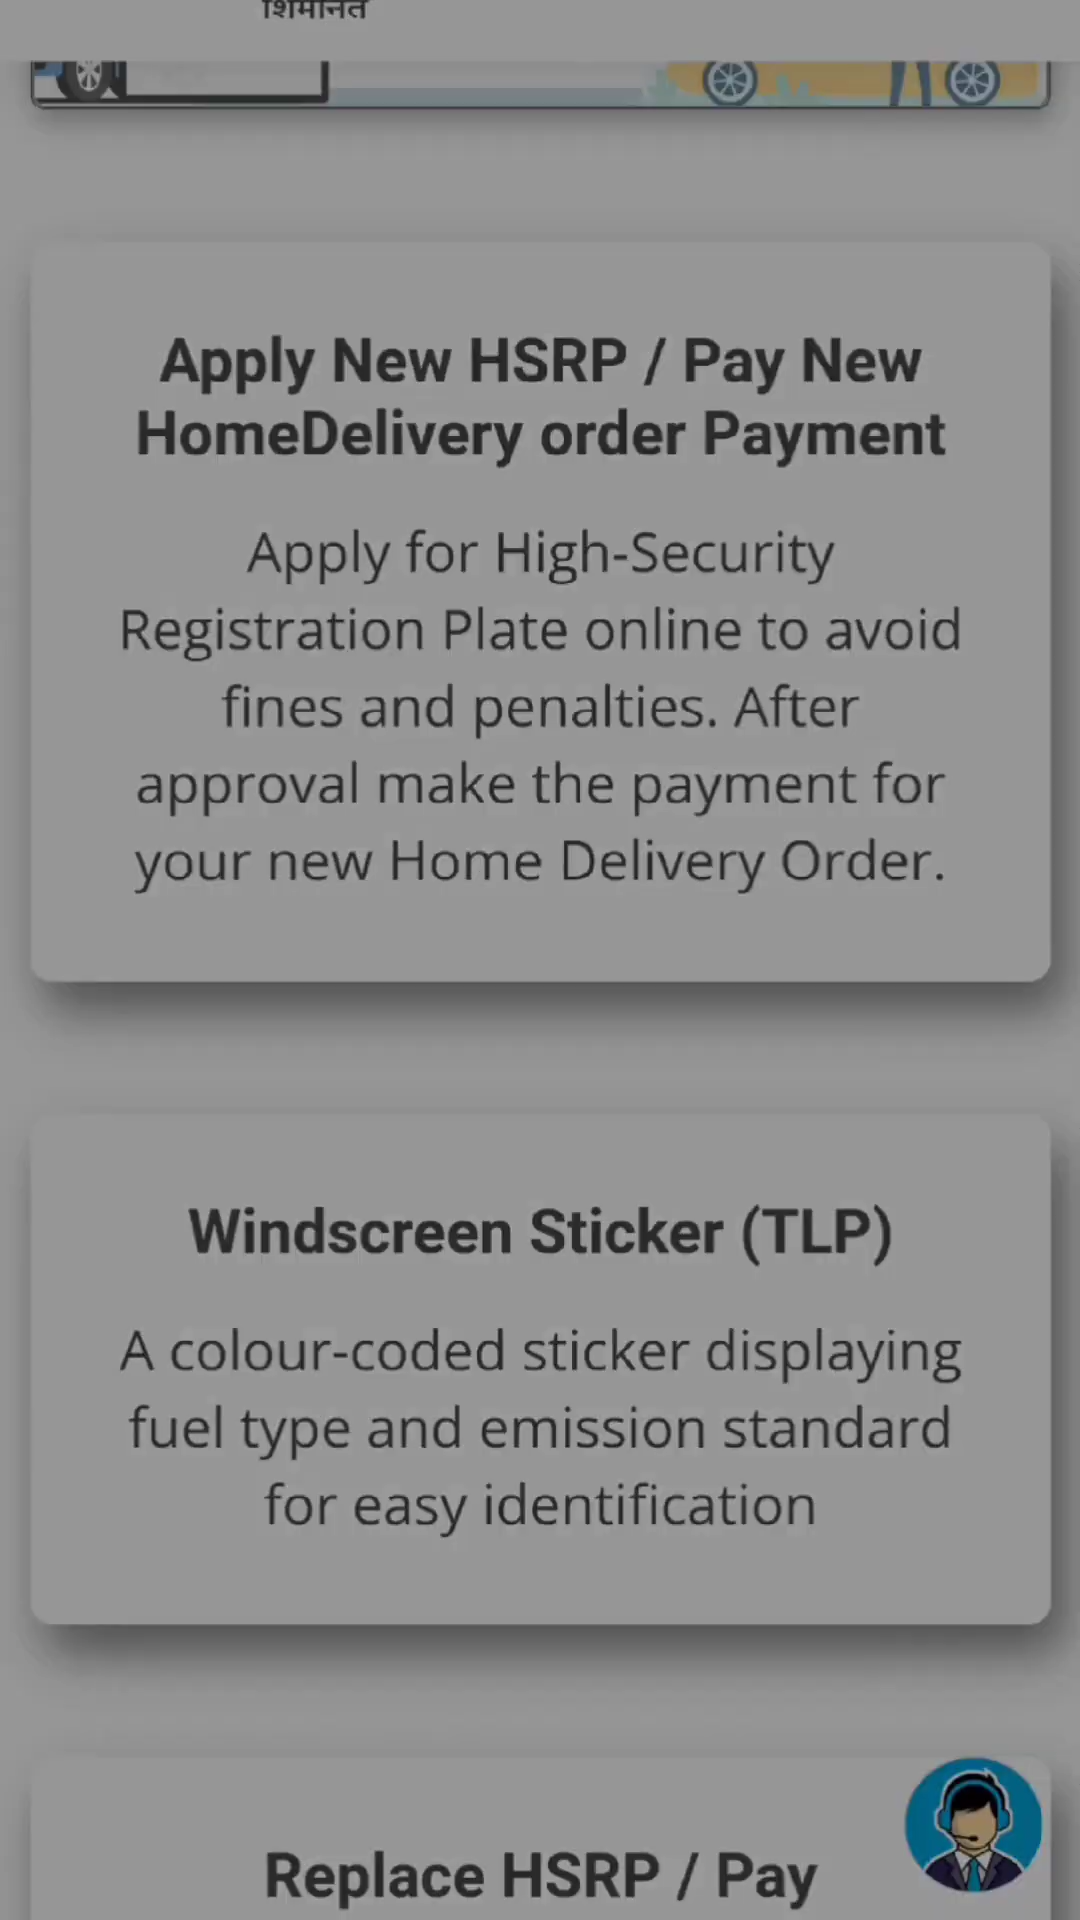 Apply New HSRP / Pay New
HomeDelivery order Payment
Apply for High-Security
Registration Plate online to avoid
fines and penalties. After
approval make the payment for
your new Home Delivery Order.
Windscreen Sticker (TLP)
A colour-coded sticker displaying
fuel type and emission standard
for easy identification
Replace HSRP / Pay